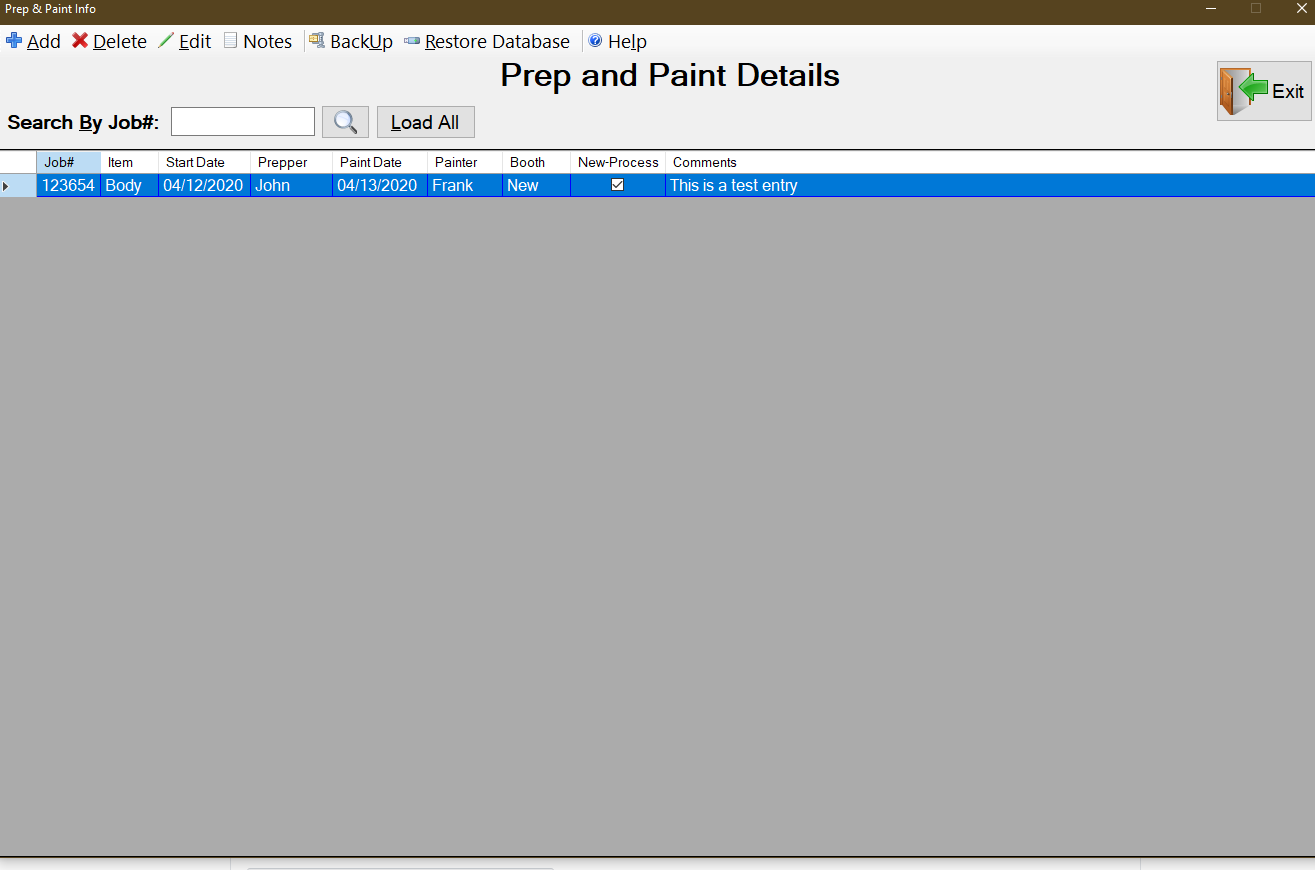 Prep & Paint Info
Add Delete Edit Notes BackUp Restore Database Help
Prep and Paint Details
Exit
Search By Job#: Load All
Job# Item Start Date Prepper Paint Date Painter Booth New-Process Comments
123654 Body 04/12/2020 John 04/13/2020 Frank New This is a test entry